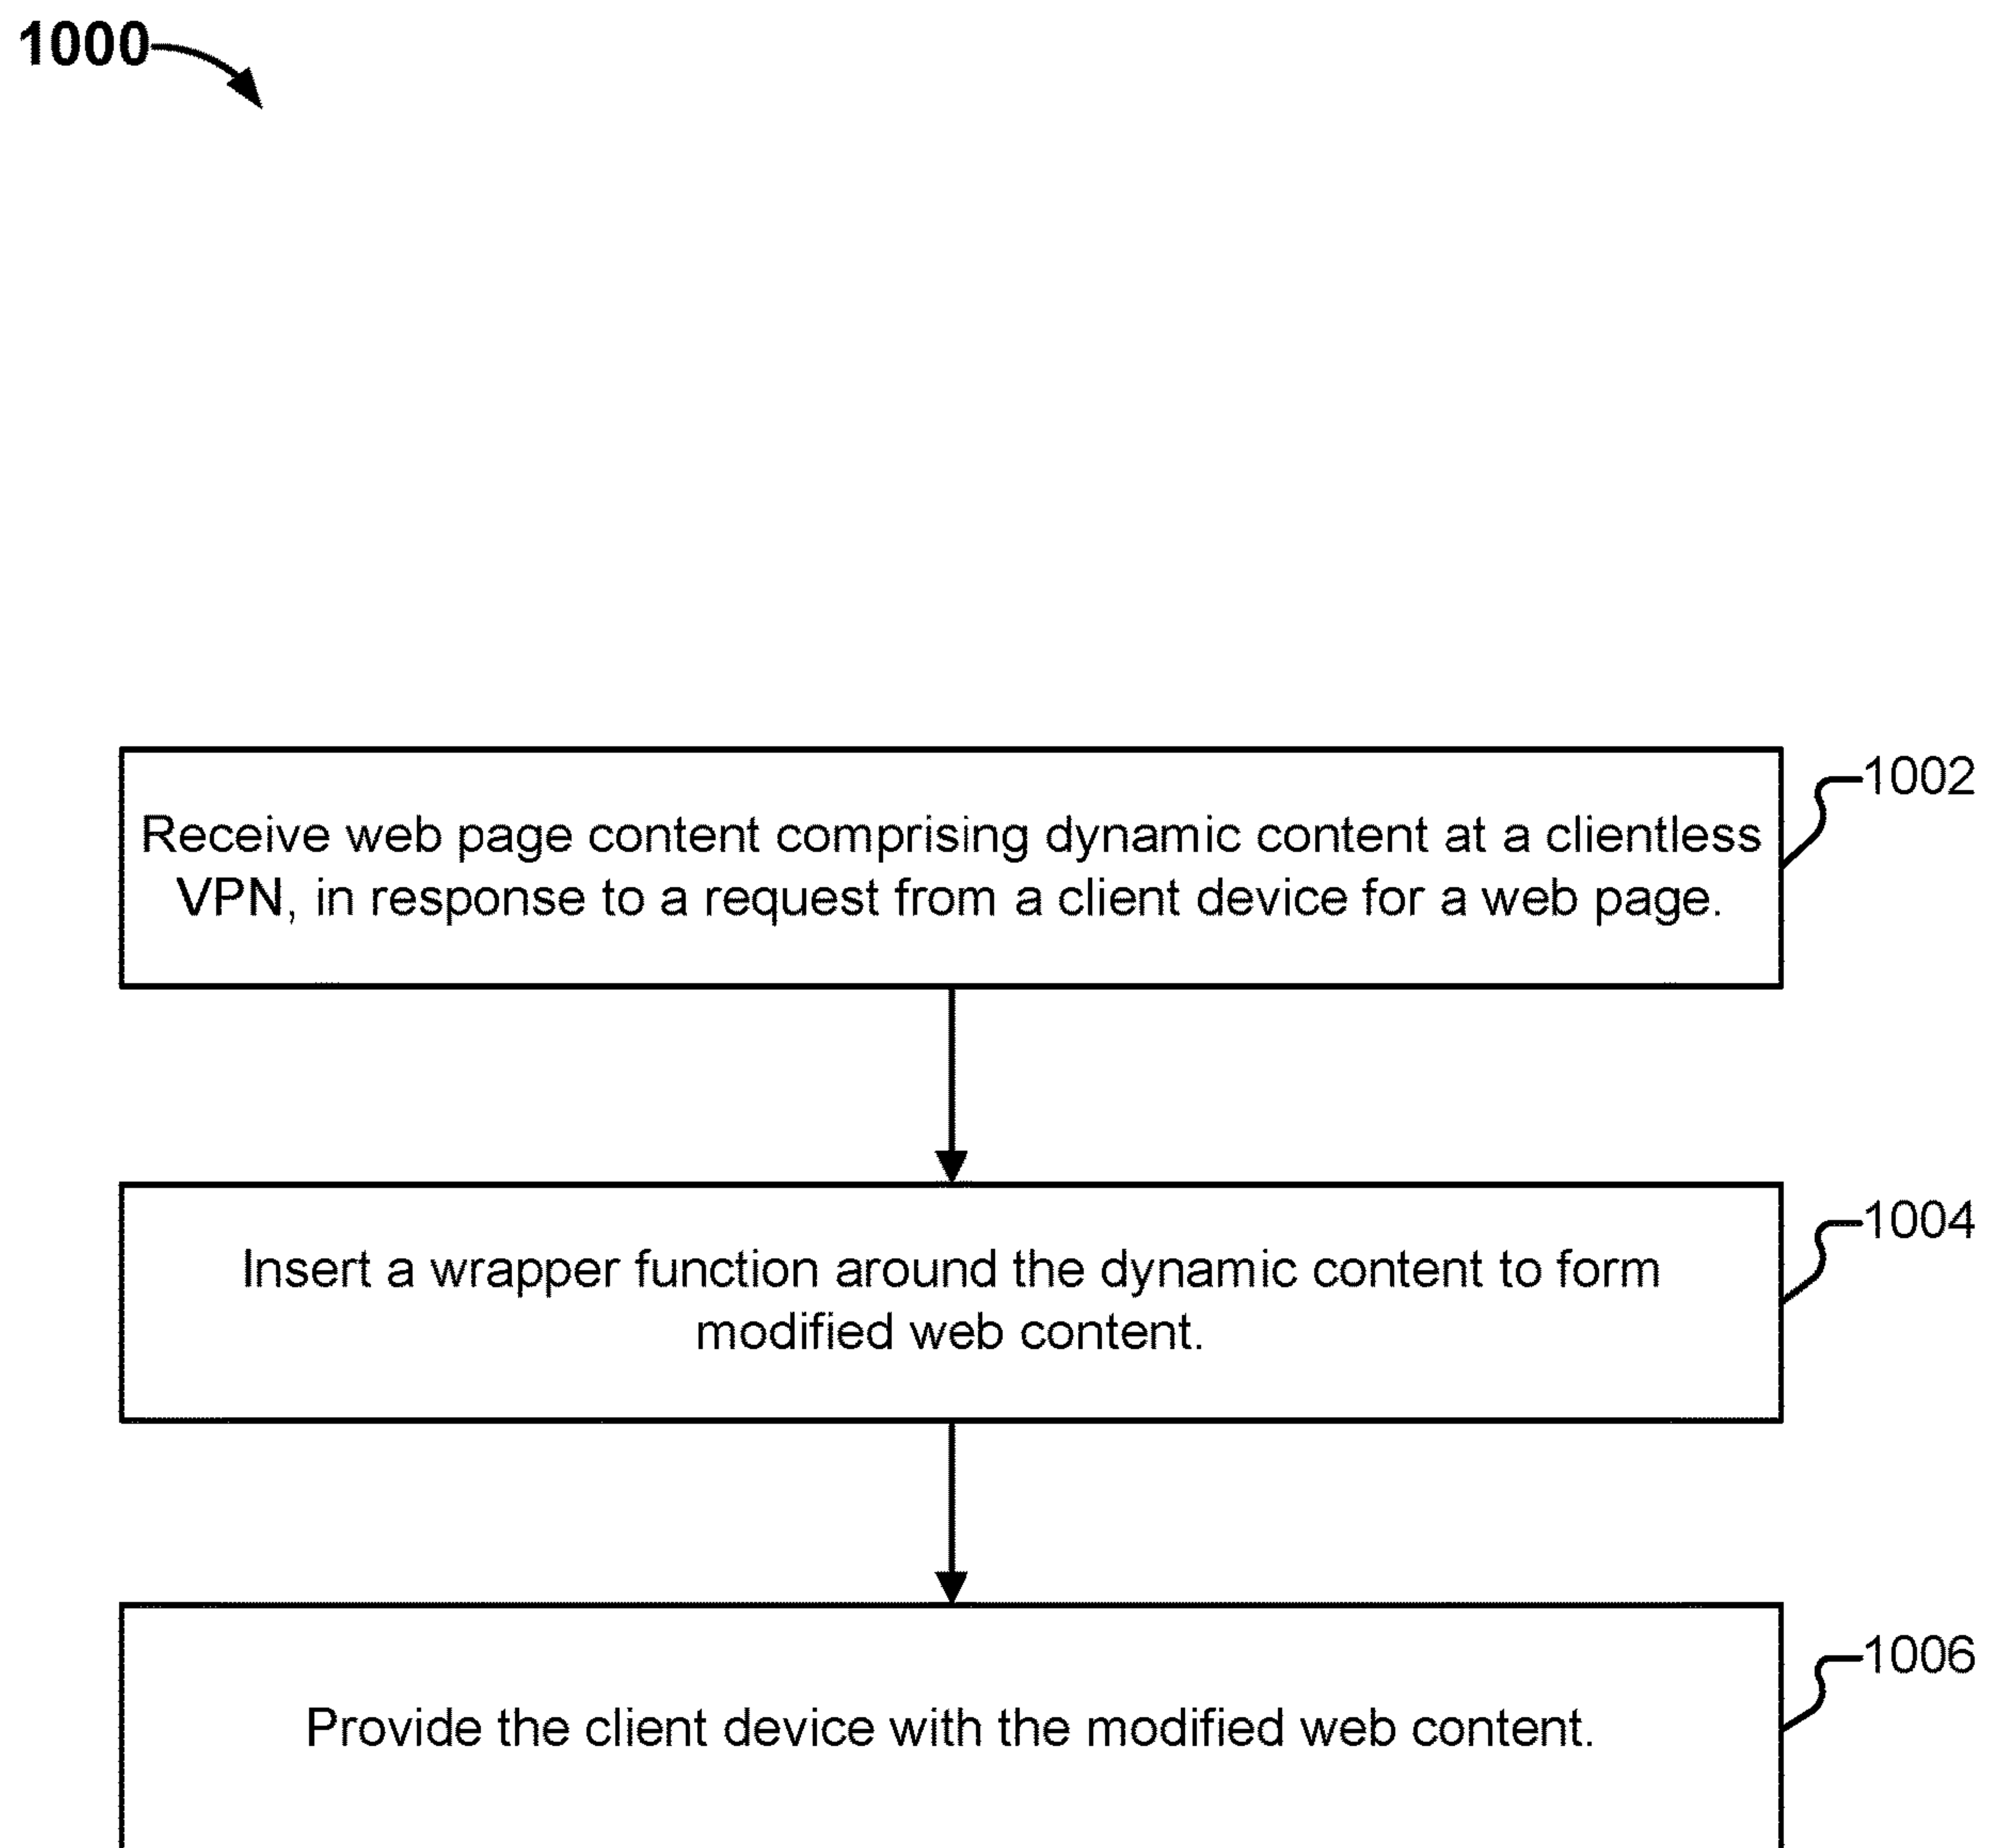 1000
1002
Receive web page content comprising dynamic content at a clientless
VPN, in response to a request from a client device for a web page.
1004
Insert a wrapper function around the dynamic content to form
modified web content.
1006
Provide the client device with the modified web content.